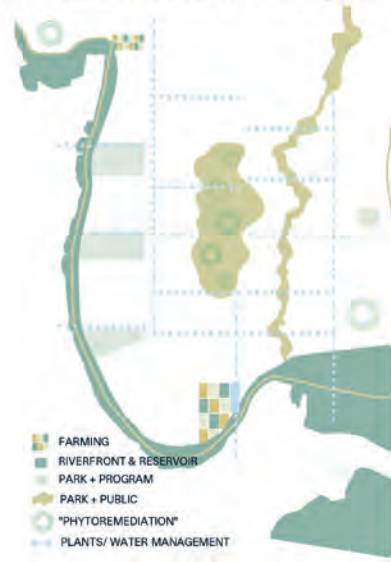 FARMING
RIVERFRONT & RESERVOIR
PARK + PROGRAM
PARK + PUBLIC
"PHYTOREMEDIATION"
PLANTS/ WATER MANAGEMENT